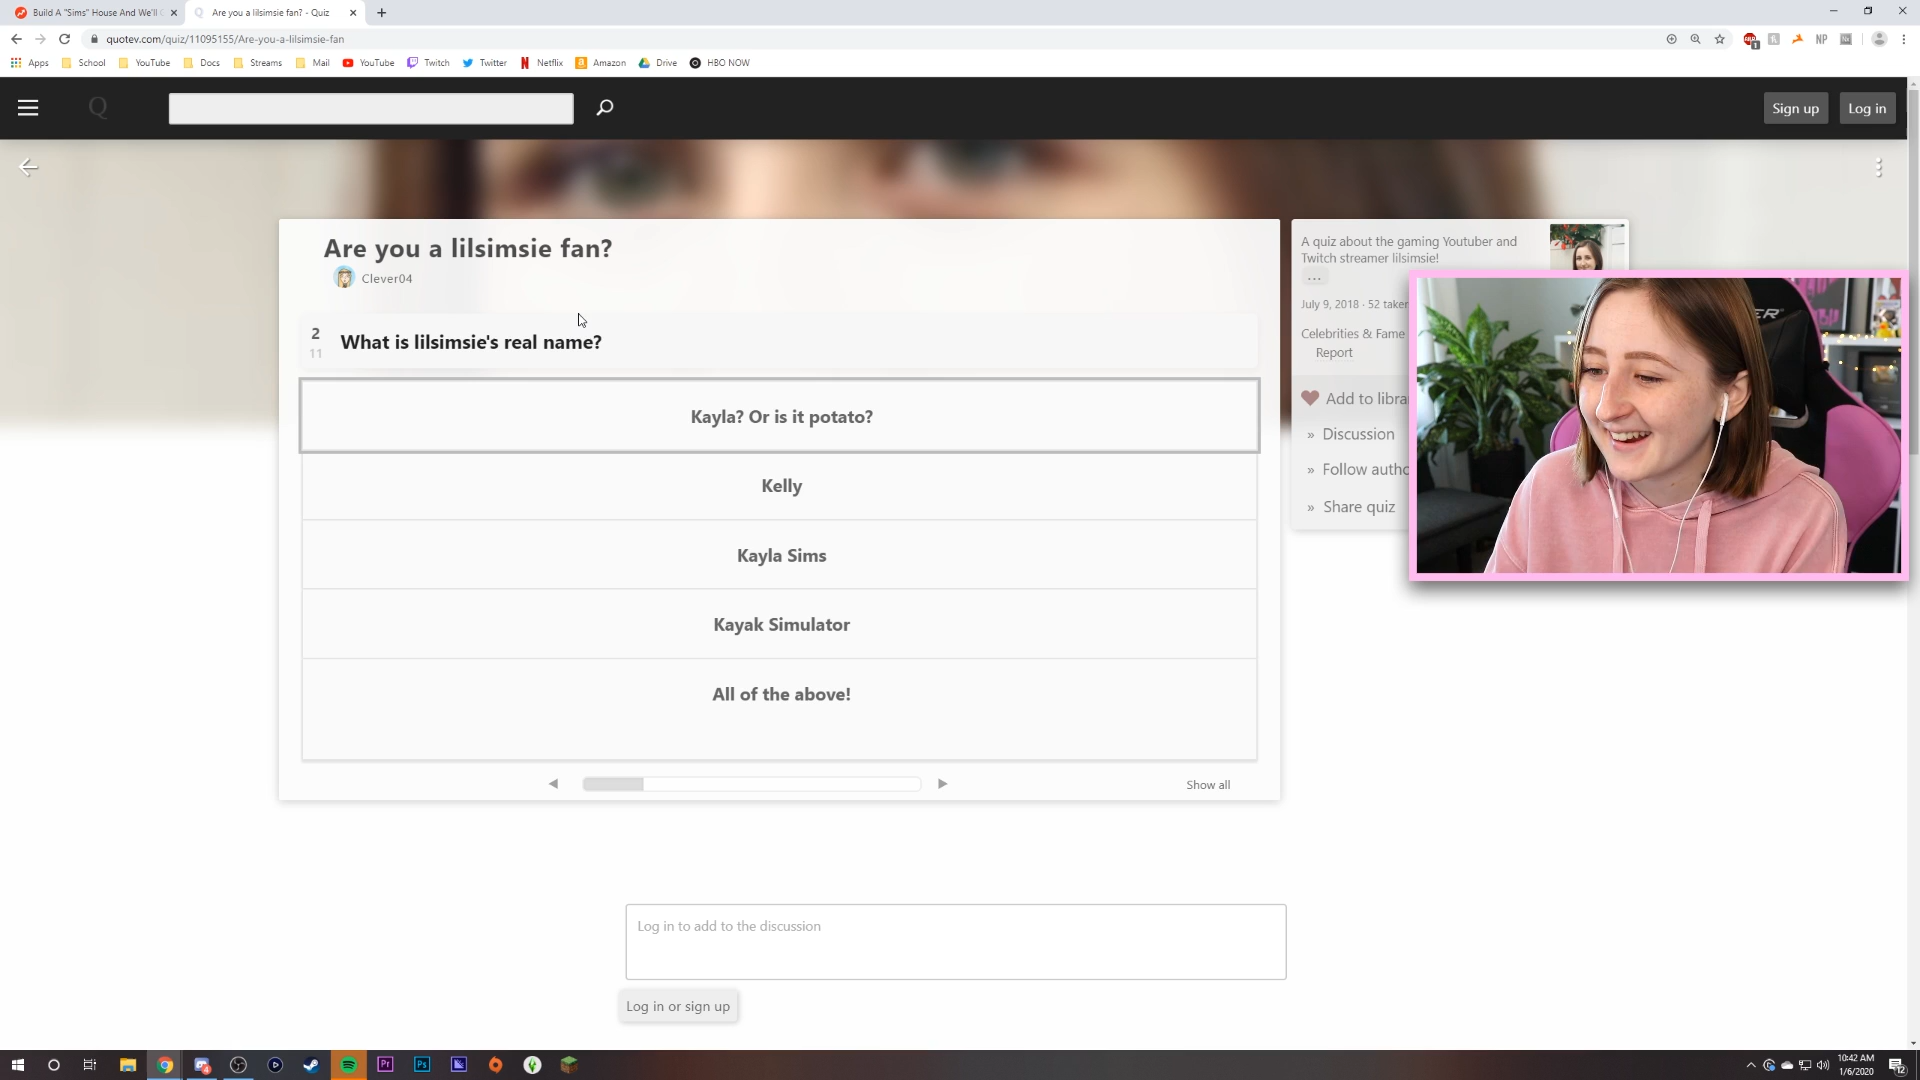 Build A "Sims" House And We'll G
Are you a lilsimsie fan? - Quiz
quotev.com/quiz/11095155/Are-you-a-lilsimsie-fan
Apps School YouTube Docs Streams Mail YouTube Twitch Twitter Netflix Amazon Drive HBO NOW
NP
Q
Sign up Log in
Are you a lilsimsie fan?
Clever04
2
11
What is lilsimsie's real name?
Kayla? Or is it potato?
Kelly
Kayla Sims
Kayak Simulator
All of the above!
Show all
A quiz about the gaming Youtuber and
Twitch streamer lilsimsie!
...
July 9, 2018 · 52 taken
Celebrities & Fame
Report
Add to libra
» Discussion
» Follow autho
» Share quiz
Log in to add to the discussion
Log in or sign up
Pr Ps
10:42 AM
1/6/2020
12